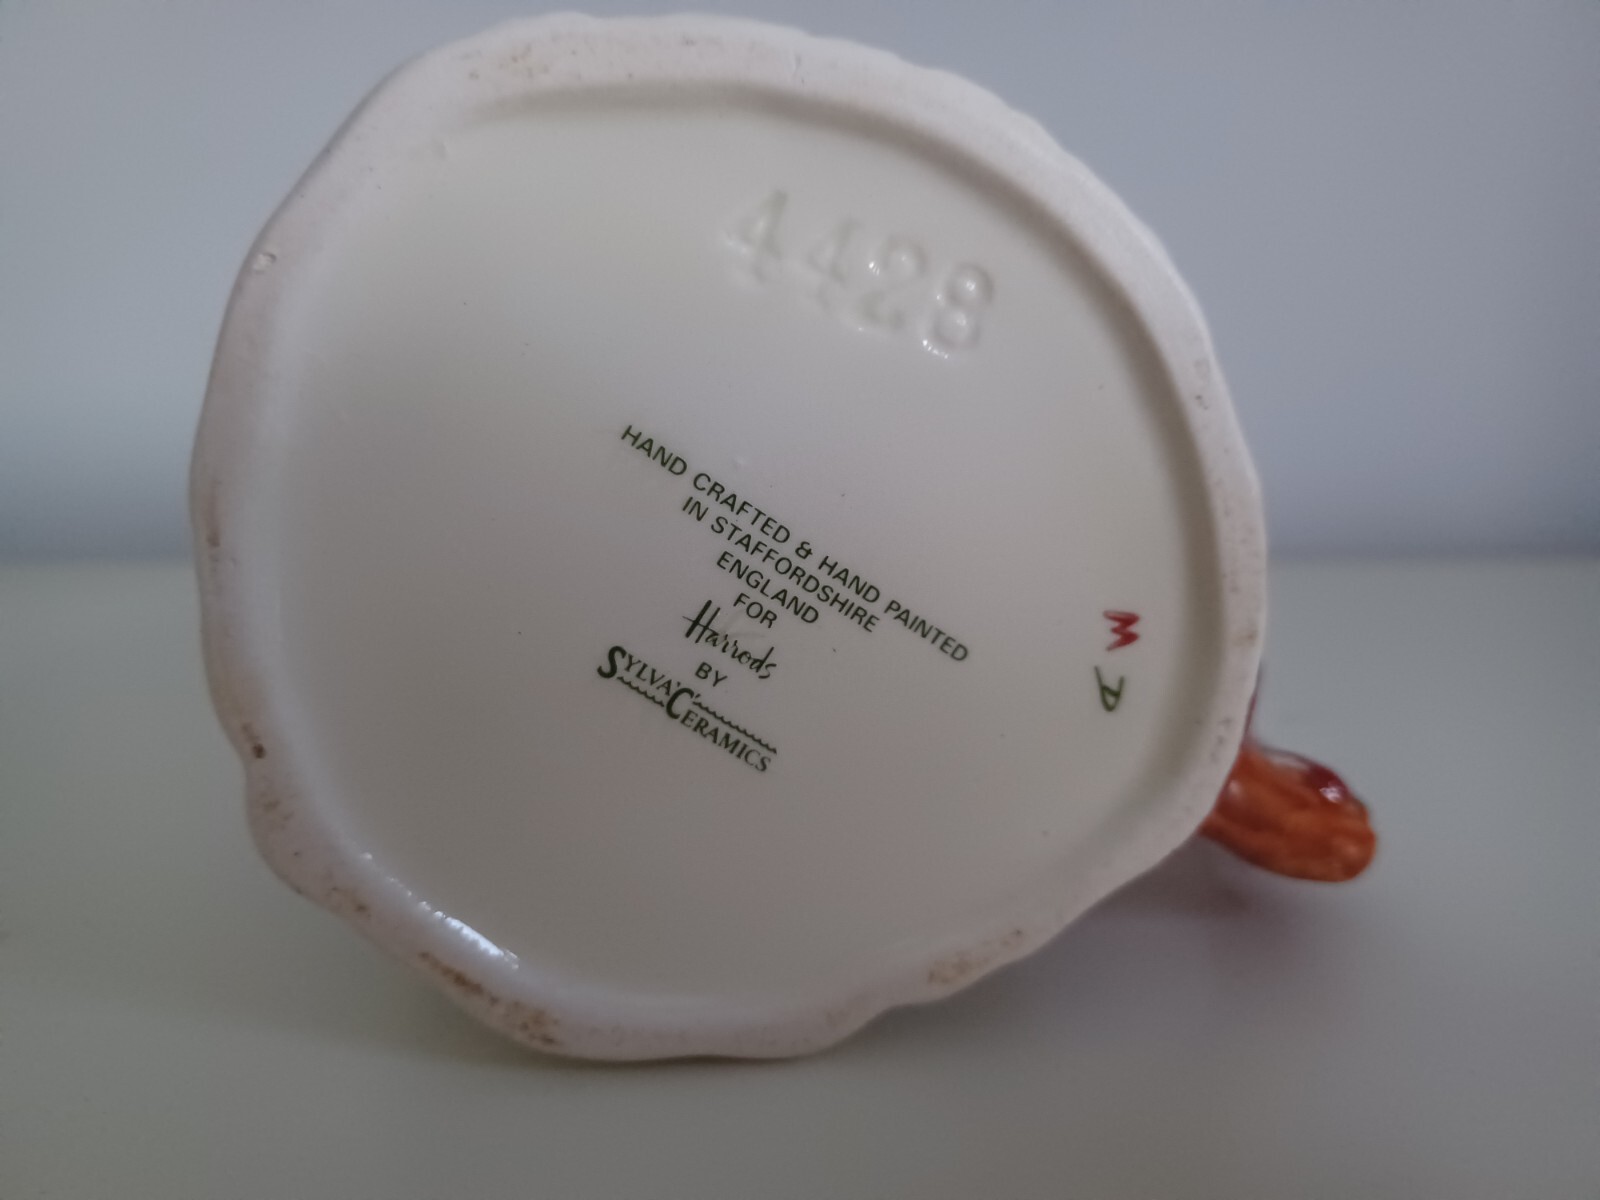 4428
HAND CRAFTED & HAND PAINTED
IN STAFFORDSHIRE
ENGLAND
FOR
Harrods
BY
SYLVAC CERAMICS
M
P